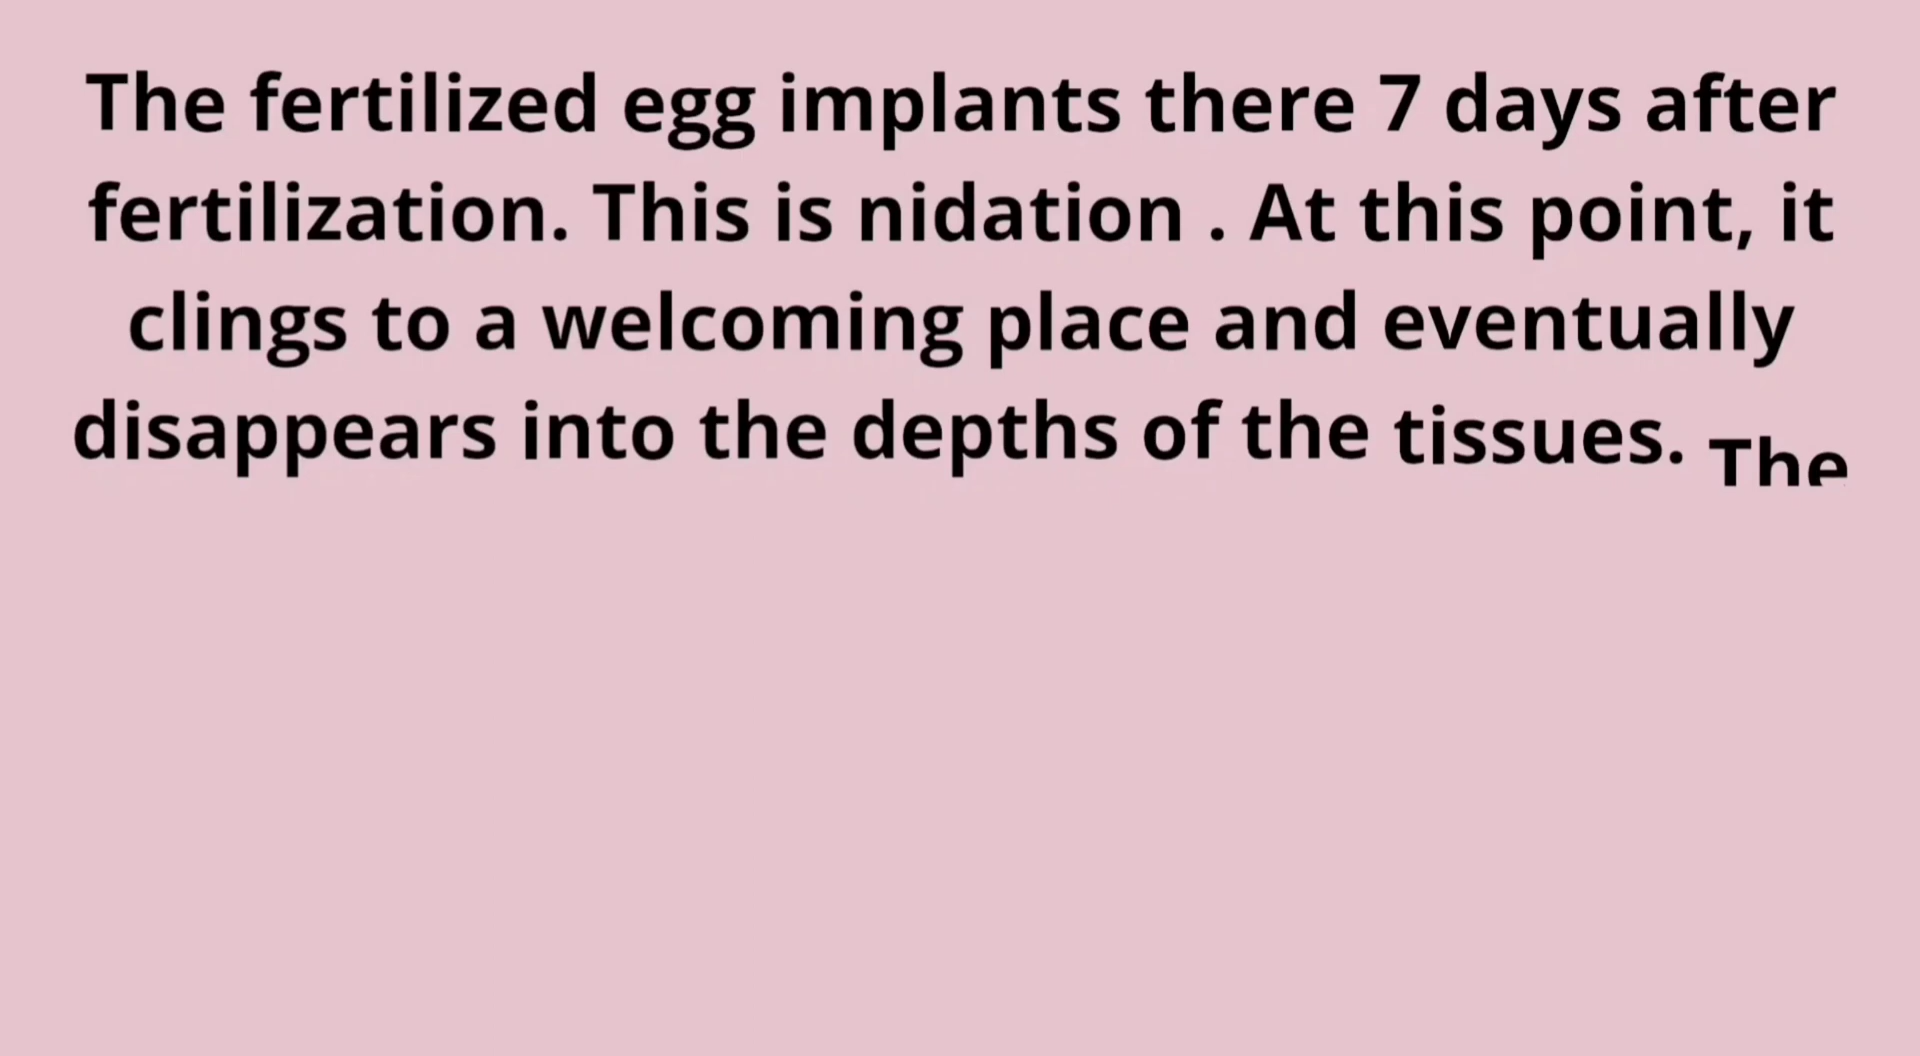 The fertilized egg implants there 7 days after
fertilization. This is nidation . At this point, it
clings to a welcoming place and eventually
disappears into the depths of the tissues. The